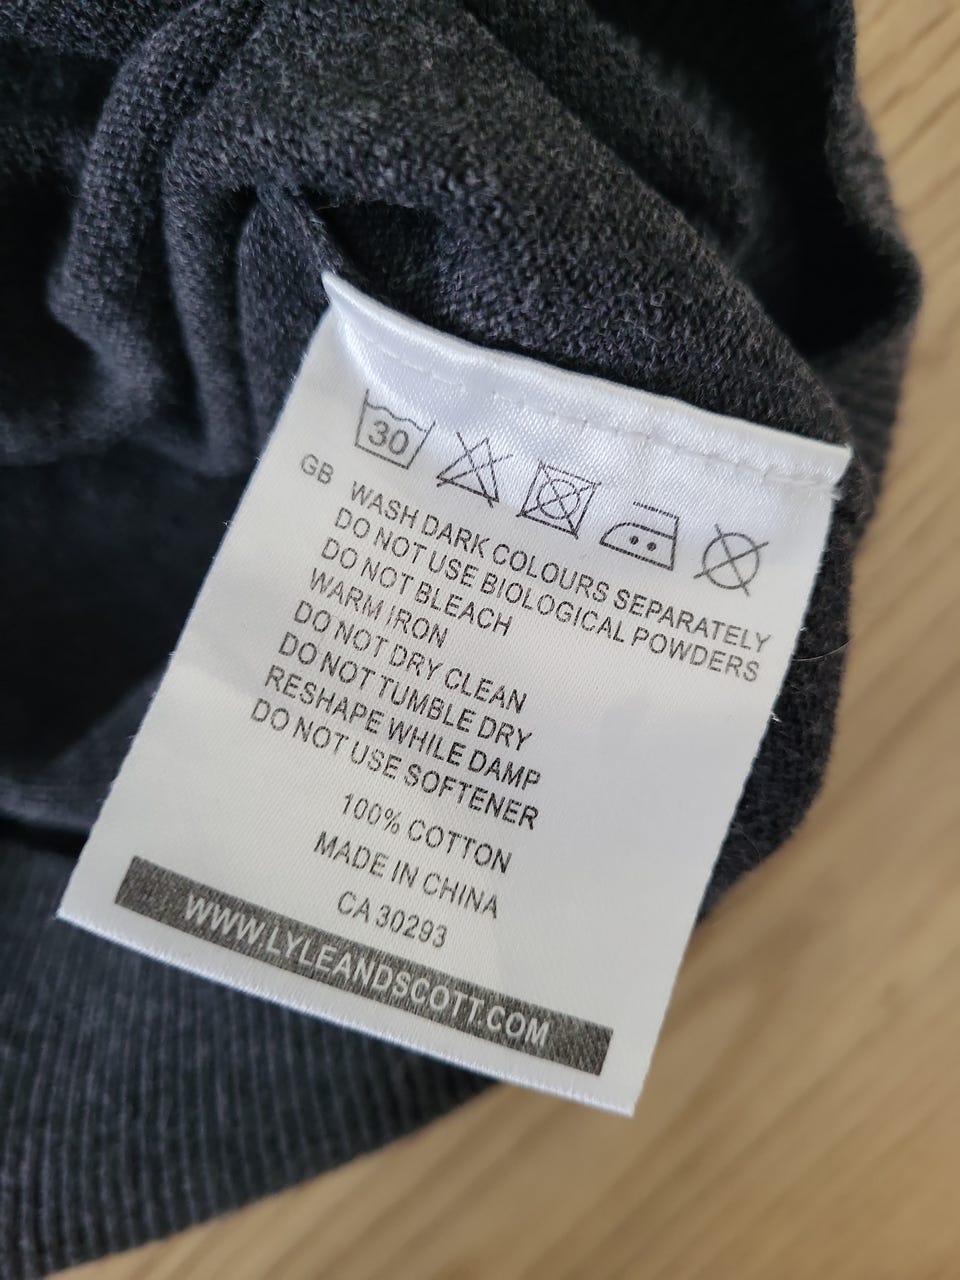 30
GB WASH DARK COLOURS SEPARATELY
DO NOT USE BIOLOGICAL POWDERS
DO NOT BLEACH
WARM IRON
DO NOT DRY CLEAN
DO NOT TUMBLE DRY
RESHAPE WHILE DAMP
DO NOT USE SOFTENER
100% COTTON
MADE IN CHINA
CA 30293
WWW.LYLEANDSCOTT.COM